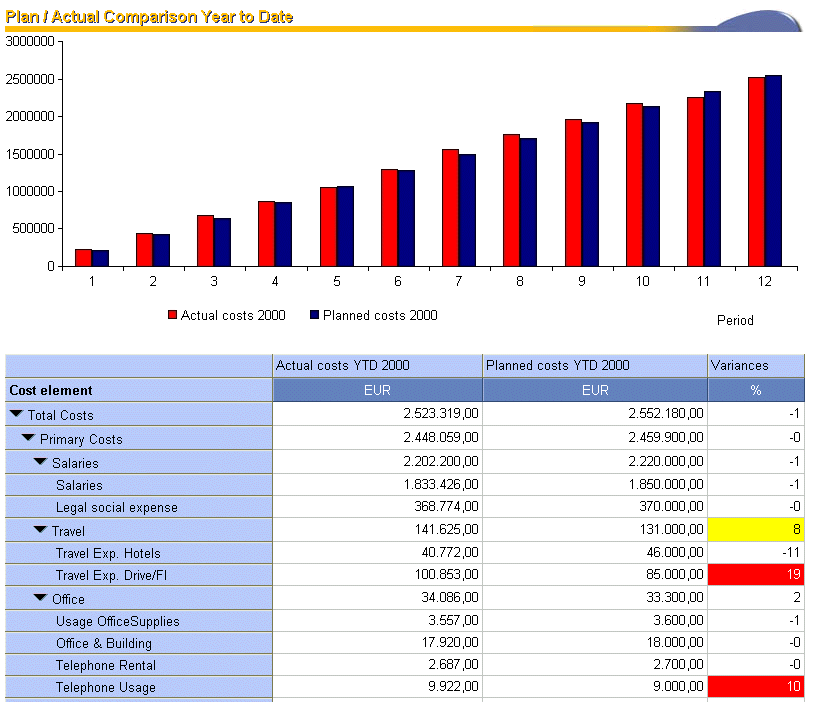 Plan / Actual Comparison Year to Date
3000000
2500000
2000000
1500000
1000000
500000
0
1 2 3 4 5 6 7 8 9 10 11 12
Actual costs 2000 Planned costs 2000
Period
Actual costs YTD 2000 Planned costs YTD 2000 Variances
Cost element EUR EUR %
Total Costs 2.523.319,00 2.552.180,00 -1
Primary Costs 2.448.059,00 2.459.900,00 -0
Salaries 2.202.200,00 2.220.000,00 -1
Salaries 1.833.426,00 1.850.000,00 -1
Legal social expense 368.774,00 370.000,00 -0
Travel 141.625,00 131.000,00 8
Travel Exp. Hotels 40.772,00 46.000,00 -11
Travel Exp. Drive/Fl 100.853,00 85.000,00 19
Office 34.086,00 33.300,00 2
Usage OfficeSupplies 3.557,00 3.600,00 -1
Office & Building 17.920,00 18.000,00 -0
Telephone Rental 2.687,00 2.700,00 -0
Telephone Usage 9.922,00 9.000,00 10